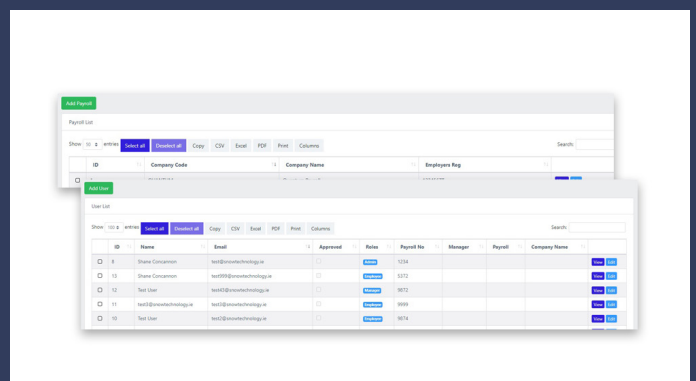 Add Payroll
Payroll List
Show 10 entries Select all Deselect all Copy CSV Excel PDF Print Columns Search:
ID Company Code Company Name Employers Reg
Add User
User List
Show 100 entries Select all Deselect all Copy CSV Excel PDF Print Columns Search:
ID Name Email Approved Roles Payroll No Manager Payroll Company Name
8 Shane Concannon test@snowtechnology.ie Admin 1234 View Edit
13 Shane Concannon test999@snowtechnology.ie Employee 5372 View Edit
12 Test User test45@snowtechnology.ie Manager 9872 View Edit
11 test3@snowtechnology.ie test3@snowtechnology.ie Employee 9999 View Edit
10 Test User test2@snowtechnology.ie Employee 9874 View Edit